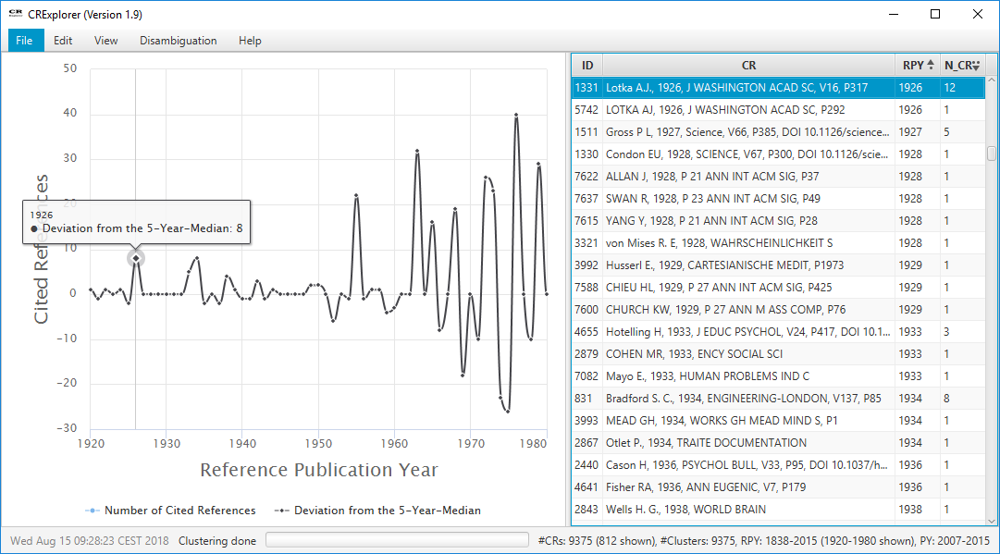 CRExplorer (Version 1.9)
File Edit View Disambiguation Help
50
40
30
20
10
0
-10
-20
-30
Cited References
1926
Deviation from the 5-Year-Median: 8
1920 1930 1940 1950 1960 1970 1980
Reference Publication Year
Number of Cited References Deviation from the 5-Year-Median
ID CR RPY N_CR
1331 Lotka AJ., 1926, J WASHINGTON ACAD SC, V16, P317 1926 12
5742 LOTKA AJ, 1926, J WASHINGTON ACAD SC, P292 1926 1
1511 Gross P L, 1927, Science, V66, P385, DOI 10.1126/science... 1927 5
1330 Condon EU, 1928, SCIENCE, V67, P300, DOI 10.1126/scie... 1928 1
7622 ALLAN J, 1928, P 21 ANN INT ACM SIG, P37 1928 1
7637 SWAN R, 1928, P 23 ANN INT ACM SIG, P49 1928 1
7615 YANG Y, 1928, P 21 ANN INT ACM SIG, P28 1928 1
3321 von Mises R. E, 1928, WAHRSCHEINLICHKEIT S 1928 1
3992 Husserl E., 1929, CARTESIANISCHE MEDIT, P1973 1929 1
7588 CHIEU HL, 1929, P 27 ANN INT ACM SIG, P425 1929 1
7600 CHURCH KW, 1929, P 27 ANN M ASS COMP, P76 1929 1
4655 Hotelling H, 1933, J EDUC PSYCHOL, V24, P417, DOI 10.1... 1933 3
2879 COHEN MR, 1933, ENCY SOCIAL SCI 1933 1
7082 Mayo E., 1933, HUMAN PROBLEMS IND C 1933 1
831 Bradford S. C., 1934, ENGINEERING-LONDON, V137, P85 1934 8
3993 MEAD GH, 1934, WORKS GH MEAD MIND S, P1 1934 1
2867 Otlet P., 1934, TRAITE DOCUMENTATION 1934 1
2440 Cason H, 1936, PSYCHOL BULL, V33, P95, DOI 10.1037/h... 1936 1
4641 Fisher RA, 1936, ANN EUGENIC, V7, P179 1936 1
2843 Wells H. G., 1938, WORLD BRAIN 1938 1
Wed Aug 15 09:28:23 CEST 2018 Clustering done #CRs: 9375 (812 shown), #Clusters: 9375, RPY: 1838-2015 (1920-1980 shown), PY: 2007-2015